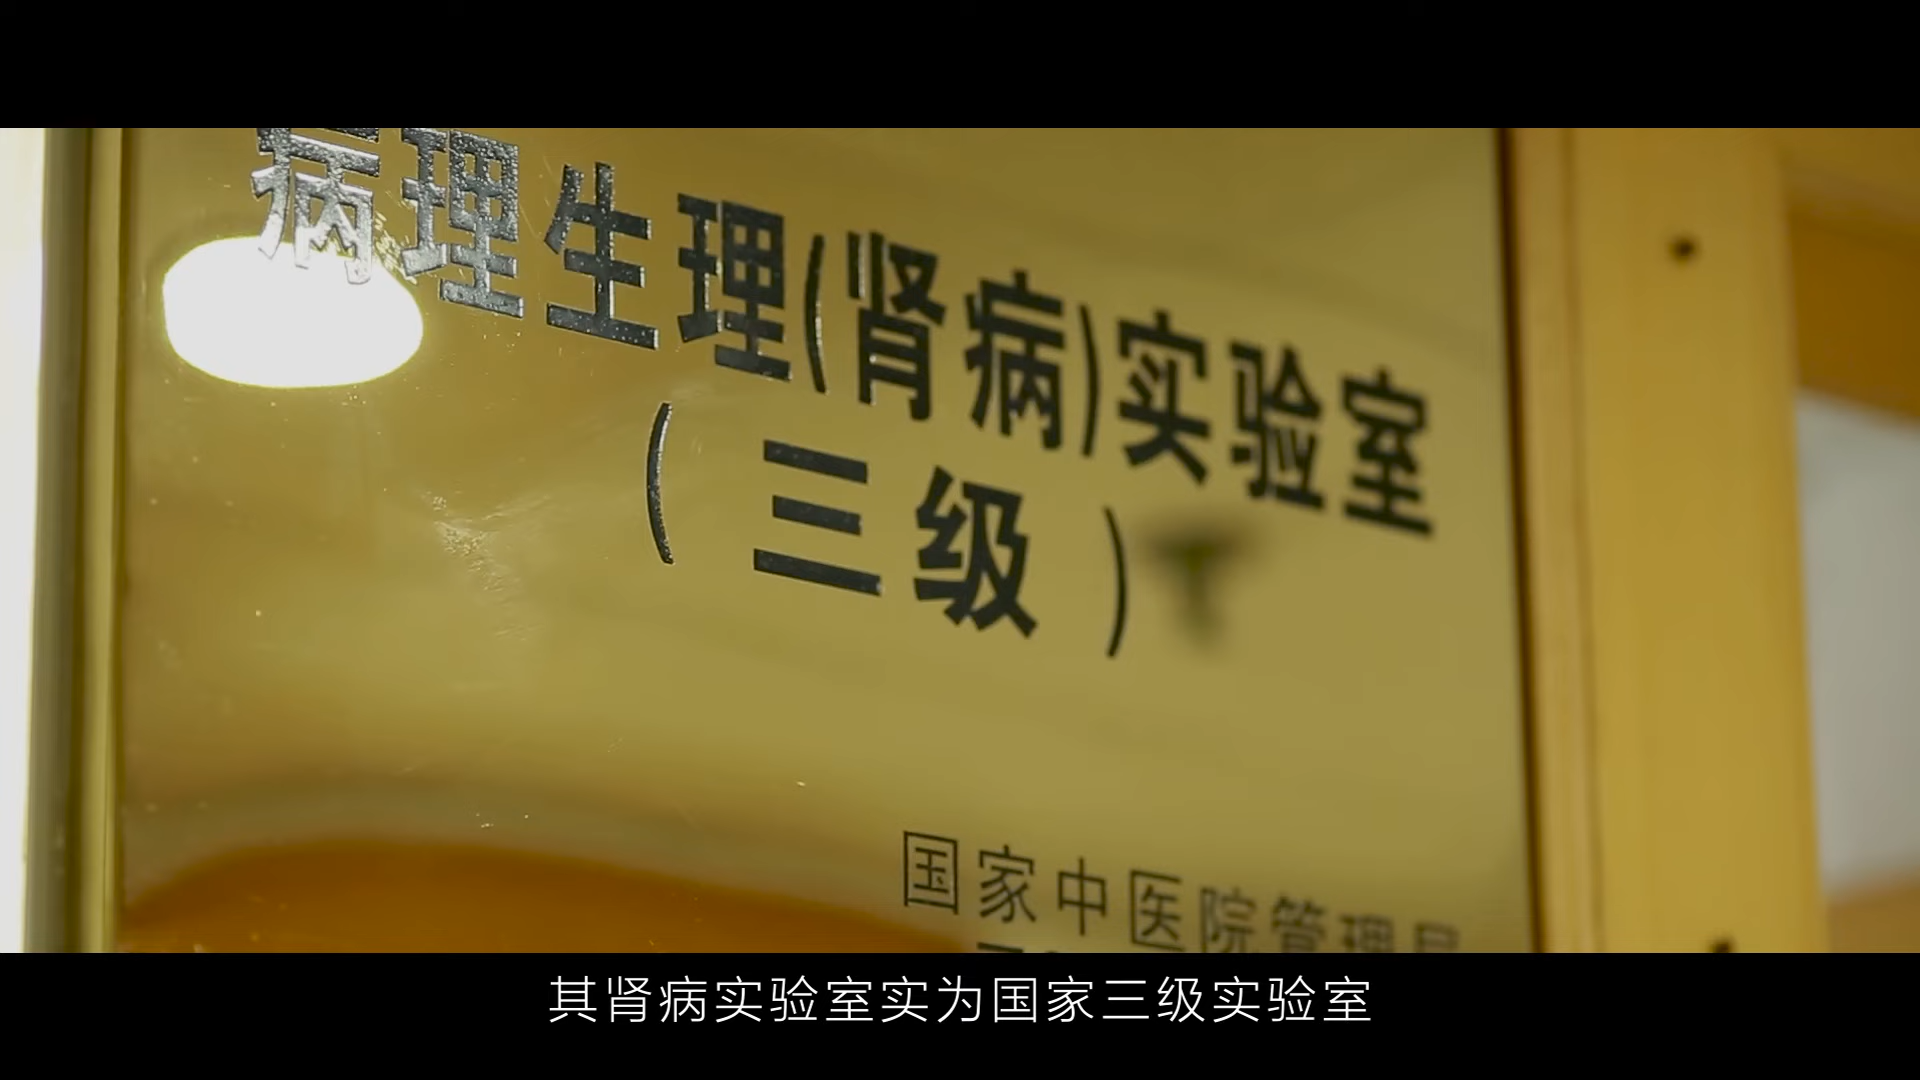 病理生理(肾病)实验室
(三级)
国家中医院管理局
其肾病实验室实为国家三级实验室